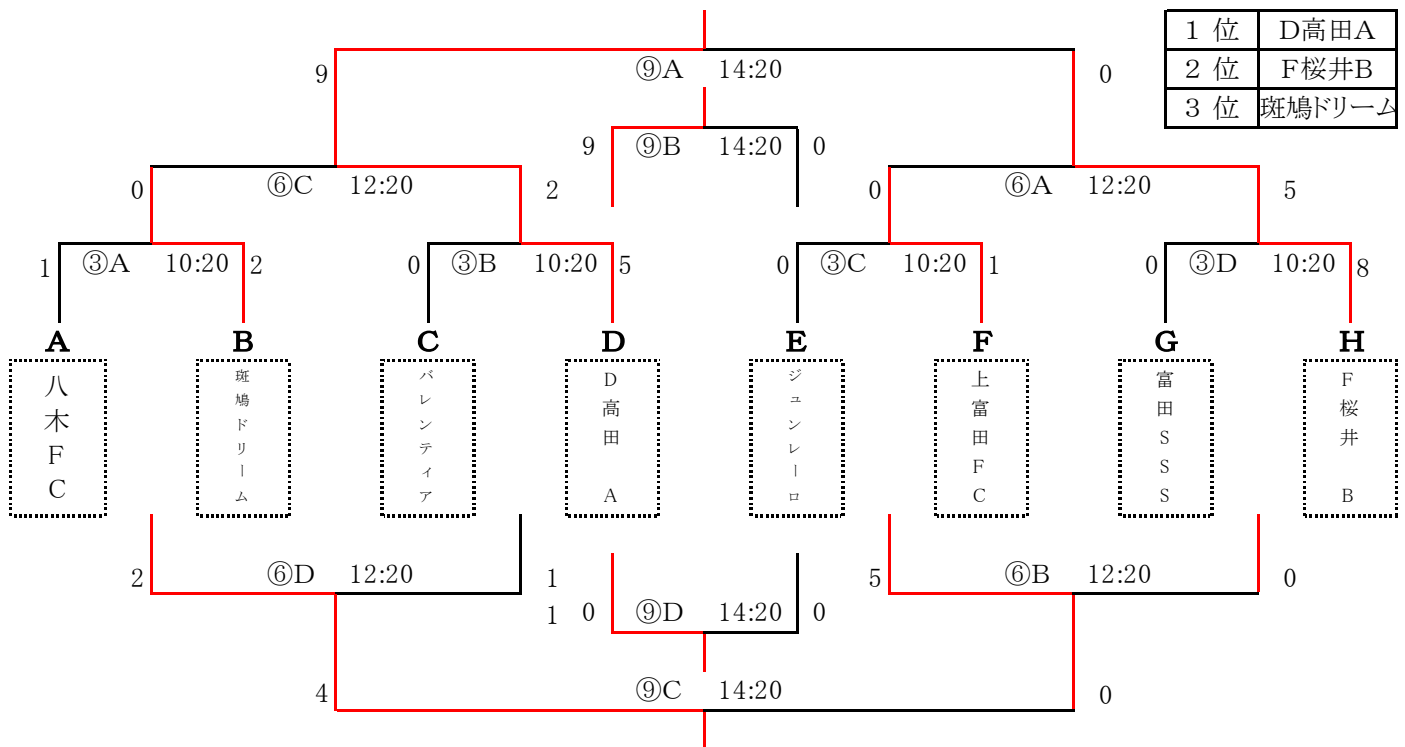 １位 D高田A
２位 F桜井B
３位 斑鳩ドリーム
9 ⑨A 14:20 0
9 ⑨B 14:20 0
0 ⑥C 12:20 2
0 ⑥A 12:20 5
1 ③A 10:20 2
0 ③B 10:20 5
0 ③C 10:20 1
0 ③D 10:20 8
A B C D E F G H
八木FC
斑鳩ドリーム
バレンティア
D高田 A
ジュンレーロ
上富田FC
富田SSS
F桜井 B
2 ⑥D 12:20 1
5 ⑥B 12:20 0
1 0 ⑨D 14:20 0
4 ⑨C 14:20 0